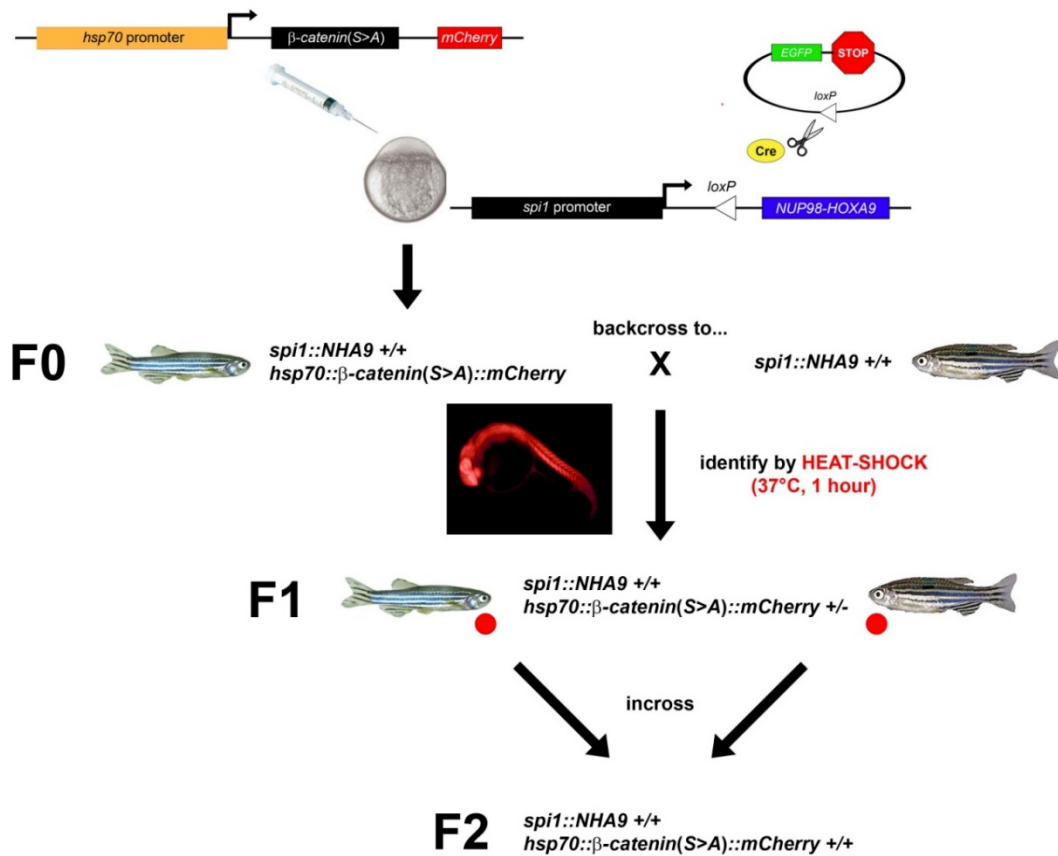 hsp70 promoter
β-catenin(S>A)
mCherry
EGFP
STOP
loxP
Cre
loxP
spi1 promoter
NUP98-HOXA9
F0
spi1::NHA9 +/+
hsp70::β-catenin(S>A)::mCherry
backcross to...
X
spi1::NHA9 +/+
identify by HEAT-SHOCK
(37°C, 1 hour)
F1
spi1::NHA9 +/+
hsp70::β-catenin(S>A)::mCherry +/-
incross
F2
spi1::NHA9 +/+
hsp70::β-catenin(S>A)::mCherry +/+